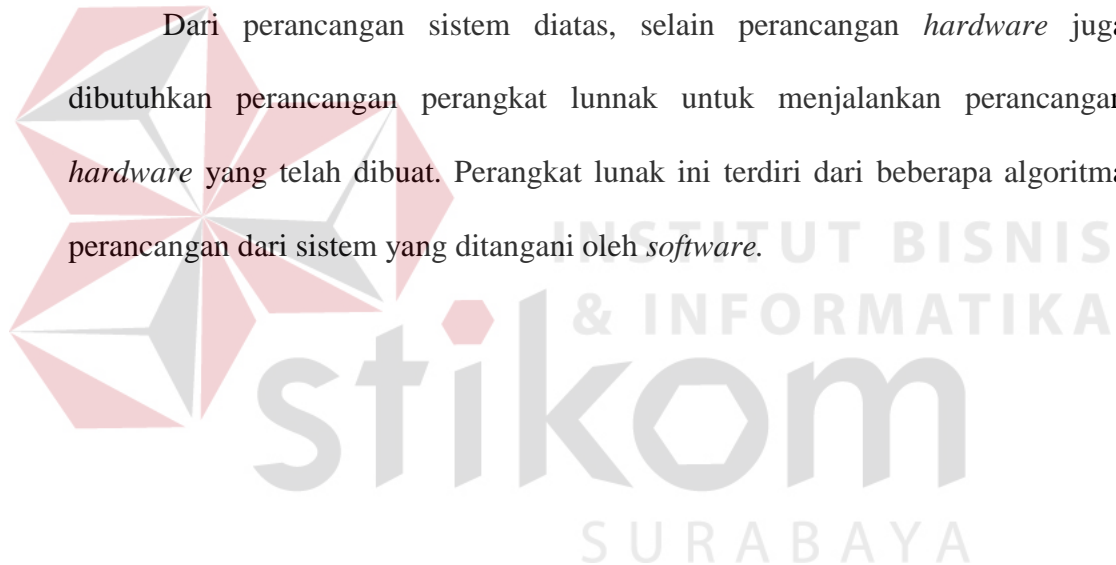 Dari perancangan sistem diatas, selain perancangan hardware juga
dibutuhkan perancangan perangkat lunnak untuk menjalankan perancangan
hardware yang telah dibuat. Perangkat lunak ini terdiri dari beberapa algoritma
perancangan dari sistem yang ditangani oleh software.
INSTITUT BISNIS
& INFORMATIKA
stikom
SURABAYA